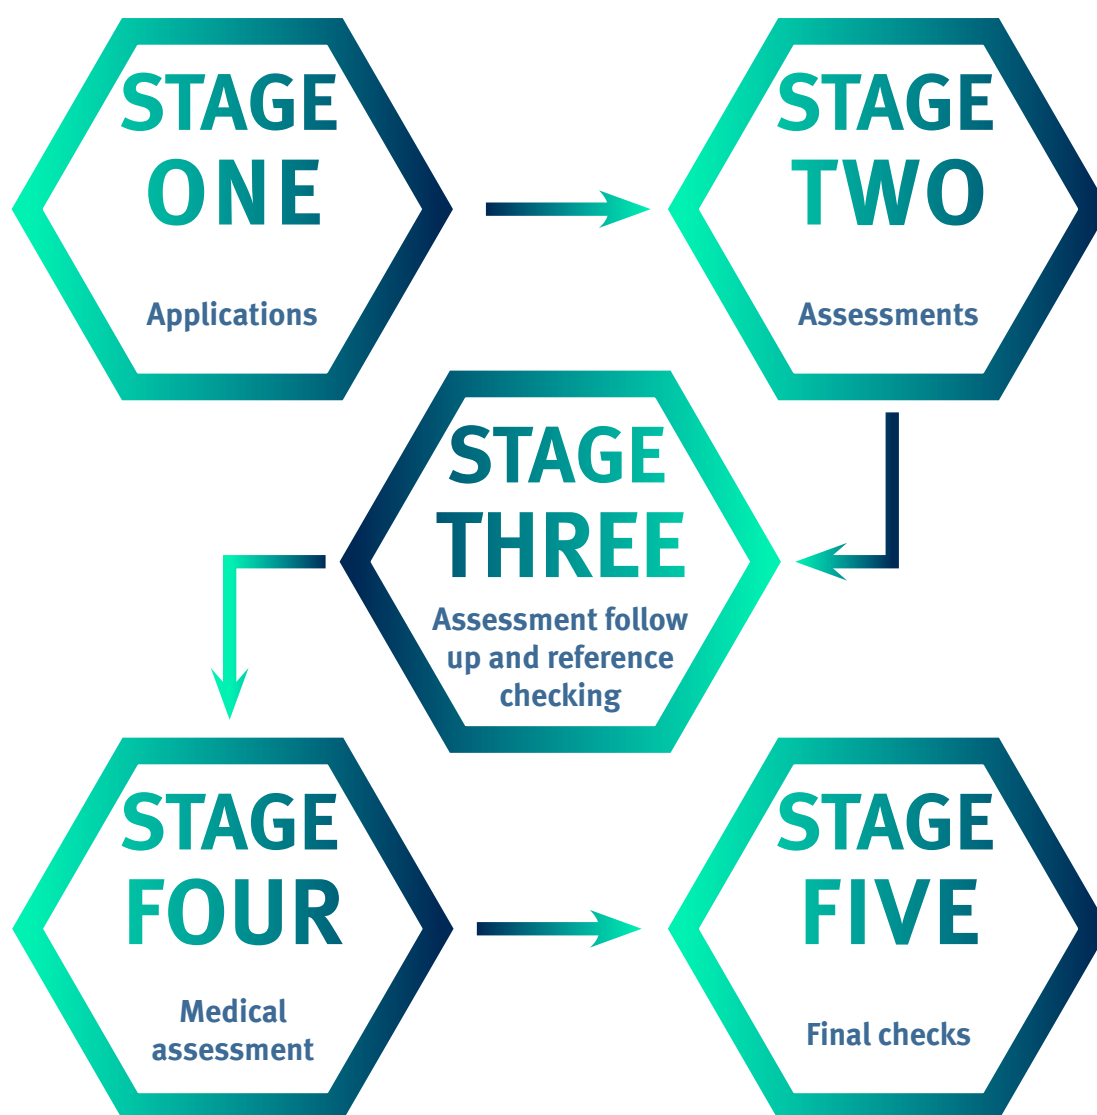 STAGE
ONE
Applications
STAGE
TWO
Assessments
STAGE
THREE
Assessment follow
up and reference
checking
STAGE
FOUR
Medical
assessment
STAGE
FIVE
Final checks